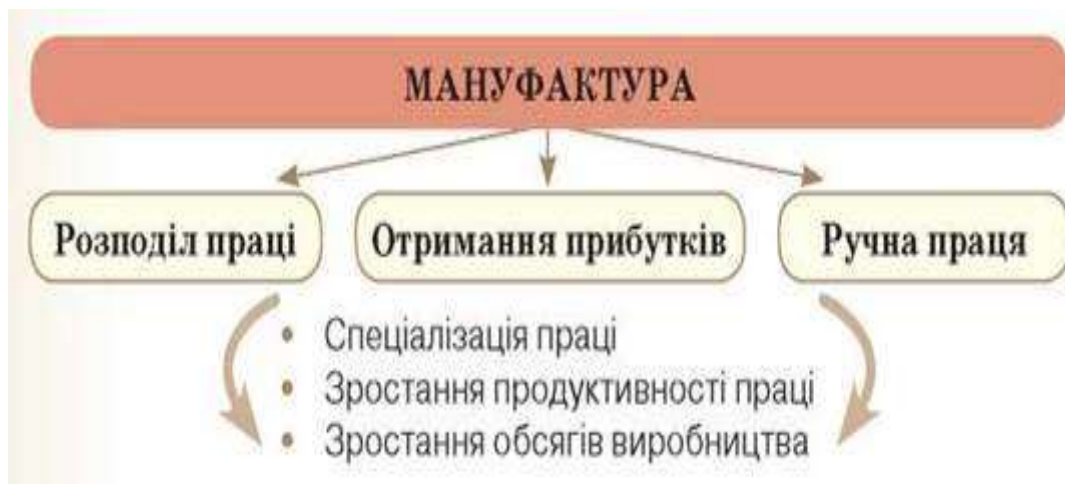 МАНУФАКТУРА
Розподіл праці
Отримання прибутків
Ручна праця
• Спеціалізація праці
• Зростання продуктивності праці
• Зростання обсягів виробництва